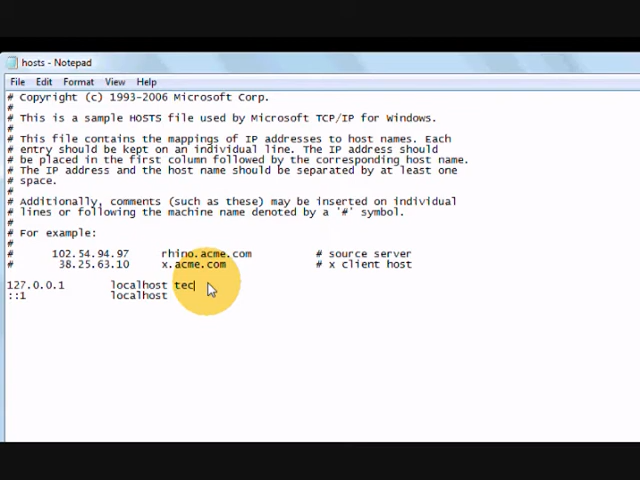 hosts - Notepad
File Edit Format View Help
# Copyright (c) 1993-2006 Microsoft Corp.
#
# This is a sample HOSTS file used by Microsoft TCP/IP for Windows.
#
# This file contains the mappings of IP addresses to host names. Each
# entry should be kept on an individual line. The IP address should
# be placed in the first column followed by the corresponding host name.
# The IP address and the host name should be separated by at least one
# space.
#
# Additionally, comments (such as these) may be inserted on individual
# lines or following the machine name denoted by a '#' symbol.
#
# For example:
#
#      102.54.94.97     rhino.acme.com          # source server
#       38.25.63.10     x.acme.com              # x client host

127.0.0.1       localhost tec
::1             localhost